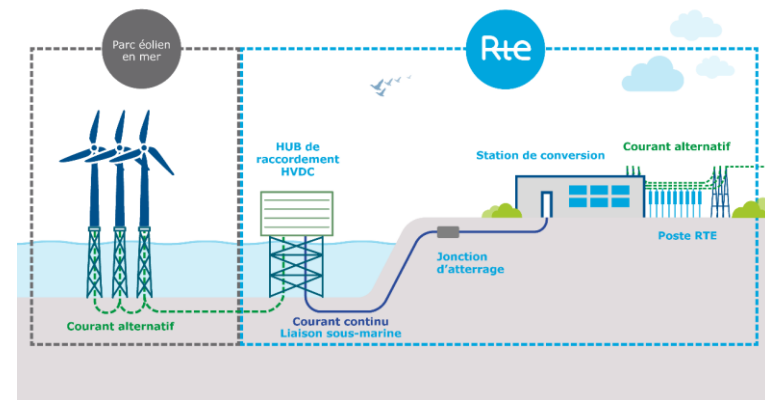 Parc éolien
en mer
Rte
HUB de
raccordement
HVDC
Station de conversion
Courant alternatif
Poste RTE
Jonction
d'atterrage
Courant alternatif
Courant continu
Liaison sous-marine